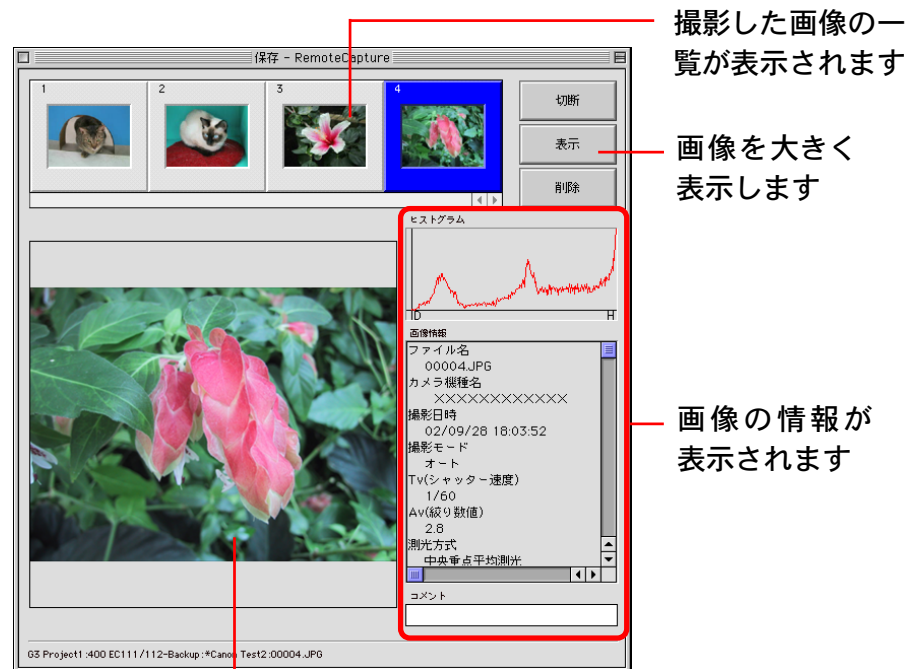 撮影した画像の一
覧が表示されます
保存 - RemoteCapture
1
2
3
4
切断
表示
削除
画像を大きく
表示します
ヒストグラム
D
H
画像情報
ファイル名
00004.JPG
カメラ機種名
××××××××××××
撮影日時
02/09/28 18:03:52
撮影モード
オート
Tv(シャッター速度)
1/60
Av(絞り数値)
2.8
測光方式
中央重点平均測光
画像の情報が
表示されます
コメント
G3 Project1:400 EC111/112-Backup:*Canon Test2:00004.JPG